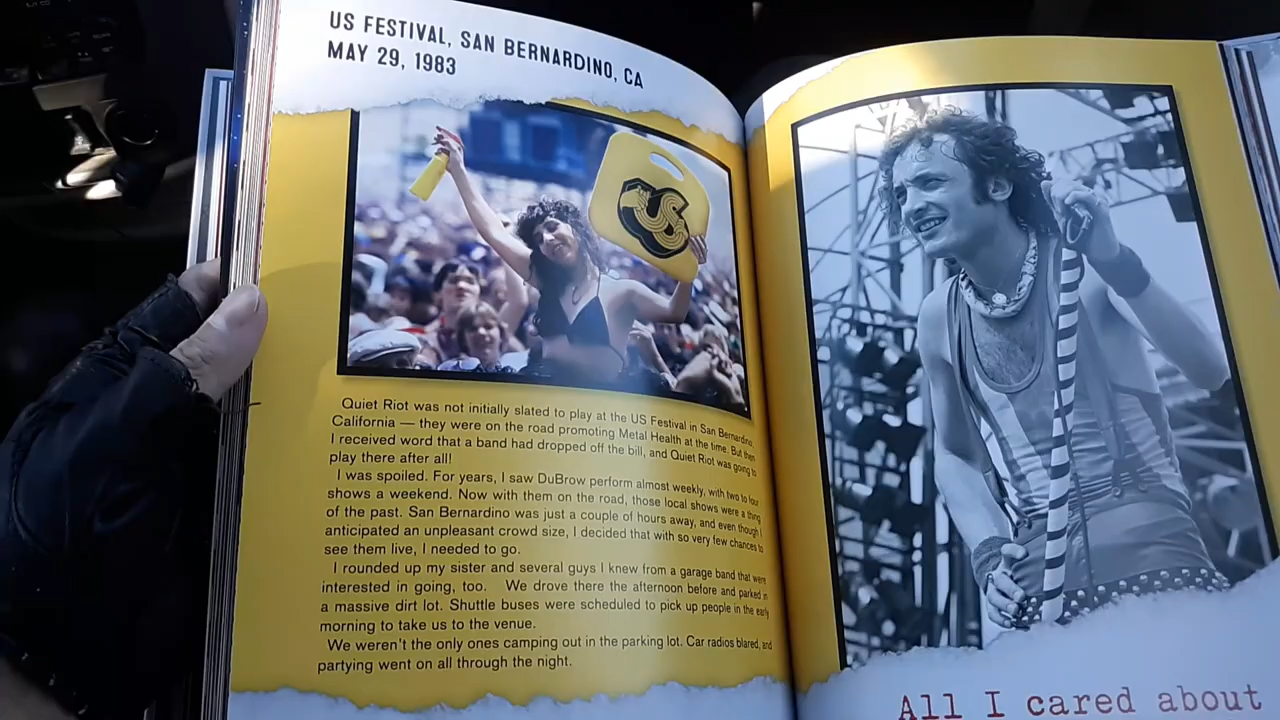 US FESTIVAL, SAN BERNARDINO, CA
MAY 29, 1983
US
Quiet Riot was not initially slated to play at the US Festival in San Bernardino
California — they were on the road promoting Metal Health at the time. But then
I received word that a band had dropped off the bill, and Quiet Riot was going to
play there after all!
I was spoiled. For years, I saw DuBrow perform almost weekly, with two to four
shows a weekend. Now with them on the road, those local shows were a thing
of the past. San Bernardino was just a couple of hours away, and even though I
anticipated an unpleasant crowd size, I decided that with so very few chances to
see them live, I needed to go.
I rounded up my sister and several guys I knew from a garage band that were
interested in going, too. We drove there the afternoon before and parked in
a massive dirt lot. Shuttle buses were scheduled to pick up people in the early
morning to take us to the venue.
We weren't the only ones camping out in the parking lot. Car radios blared, and
partying went on all through the night.
All I cared about